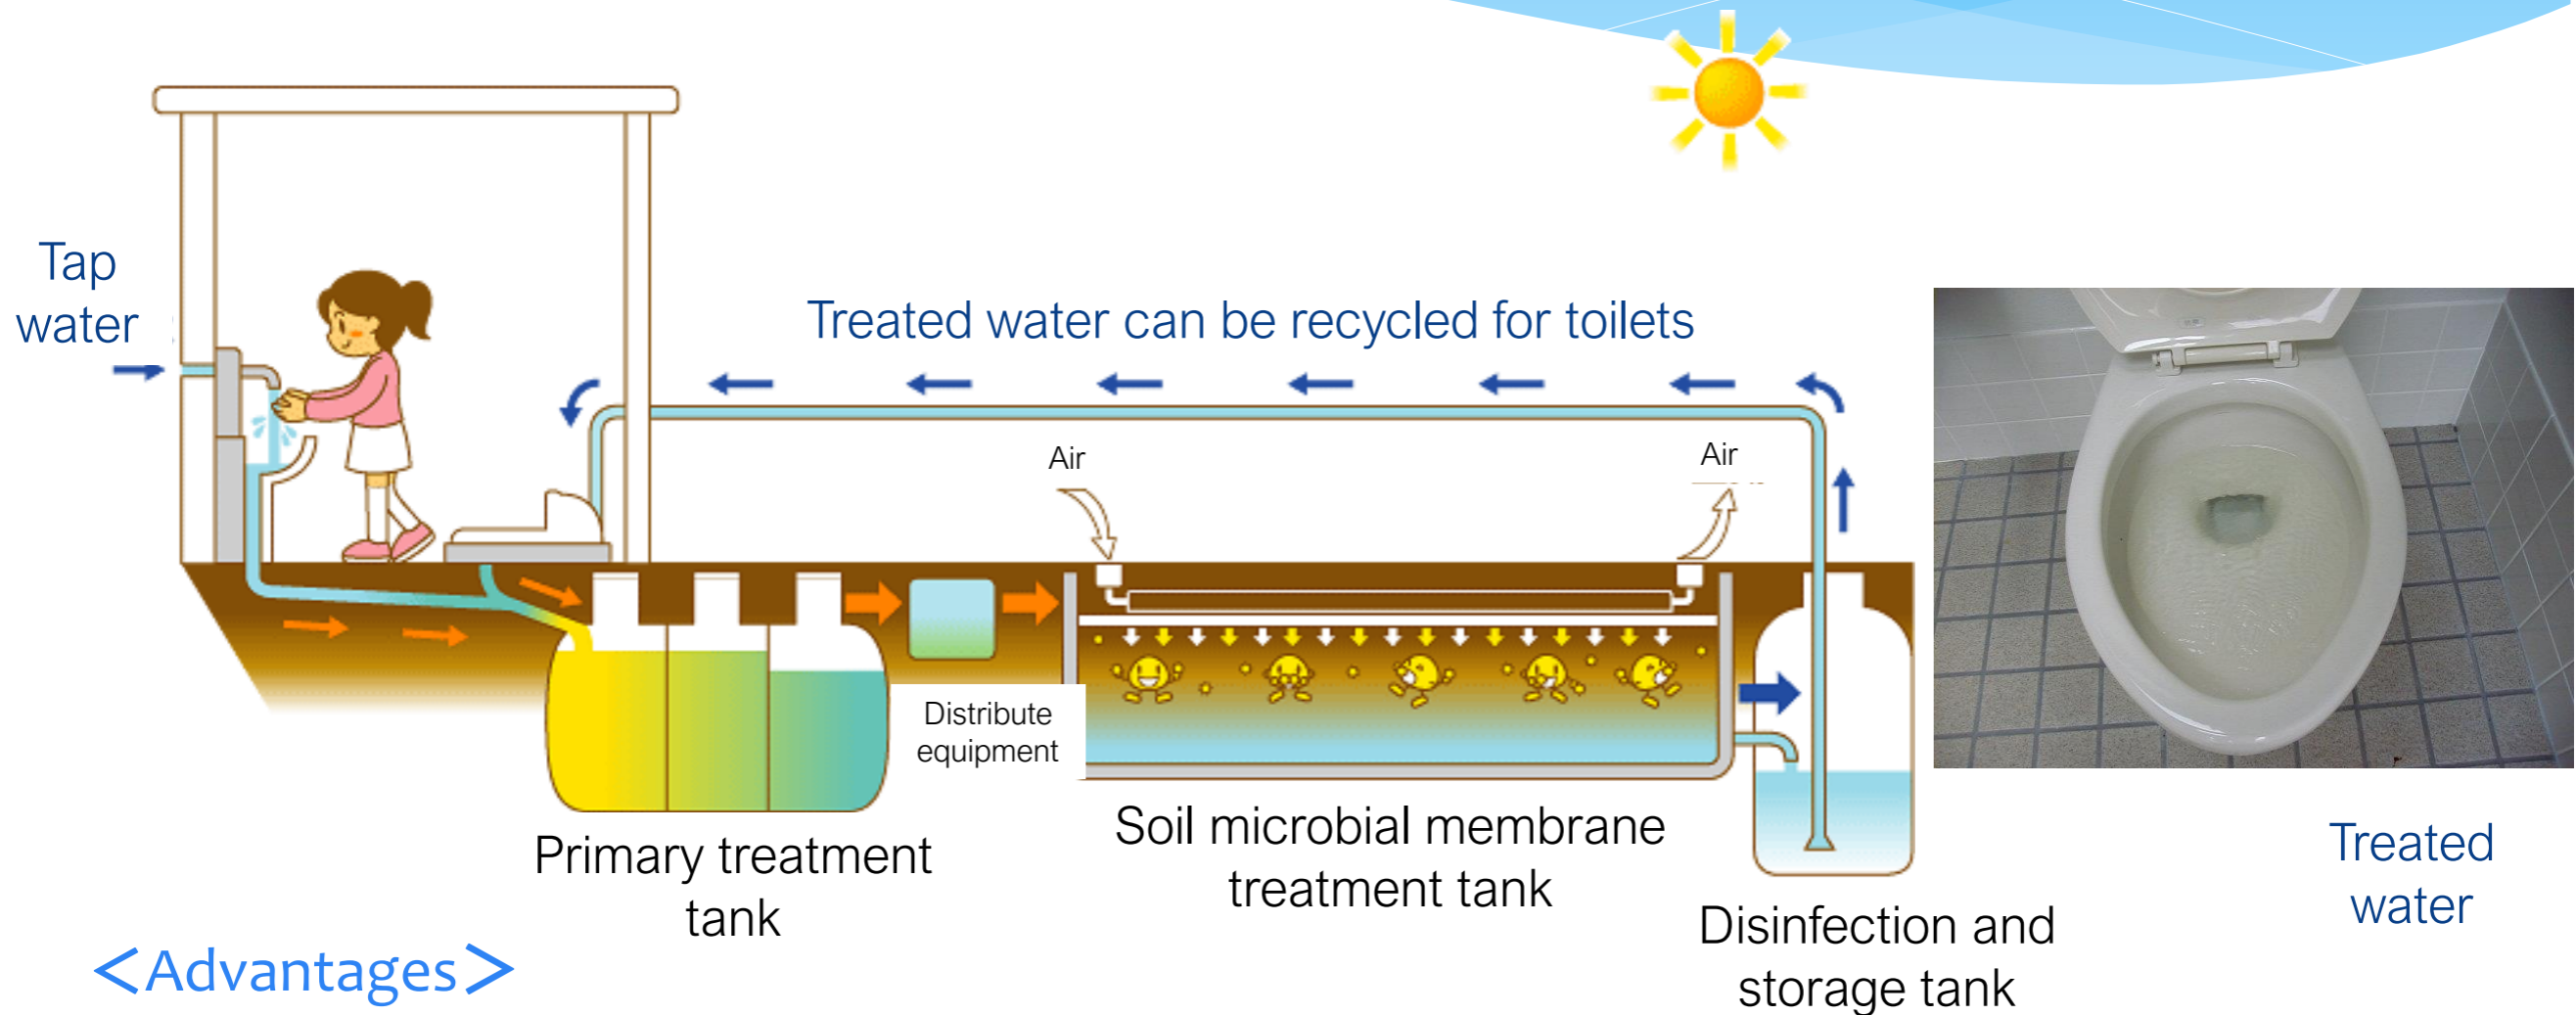 Tap
water
Treated water can be recycled for toilets
Air
Air
Distribute
equipment
Primary treatment
tank
Soil microbial membrane
treatment tank
Disinfection and
storage tank
Treated
water
＜Advantages＞